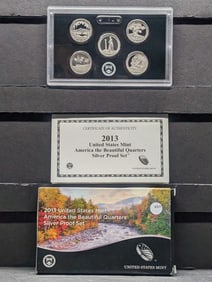 CERTIFICATE OF AUTHENTICITY
2013
United States Mint
America the Beautiful Quarters
Silver Proof Set
2013 United States Mint
America the Beautiful Quarters
Silver Proof Set
UNITED STATES MINT